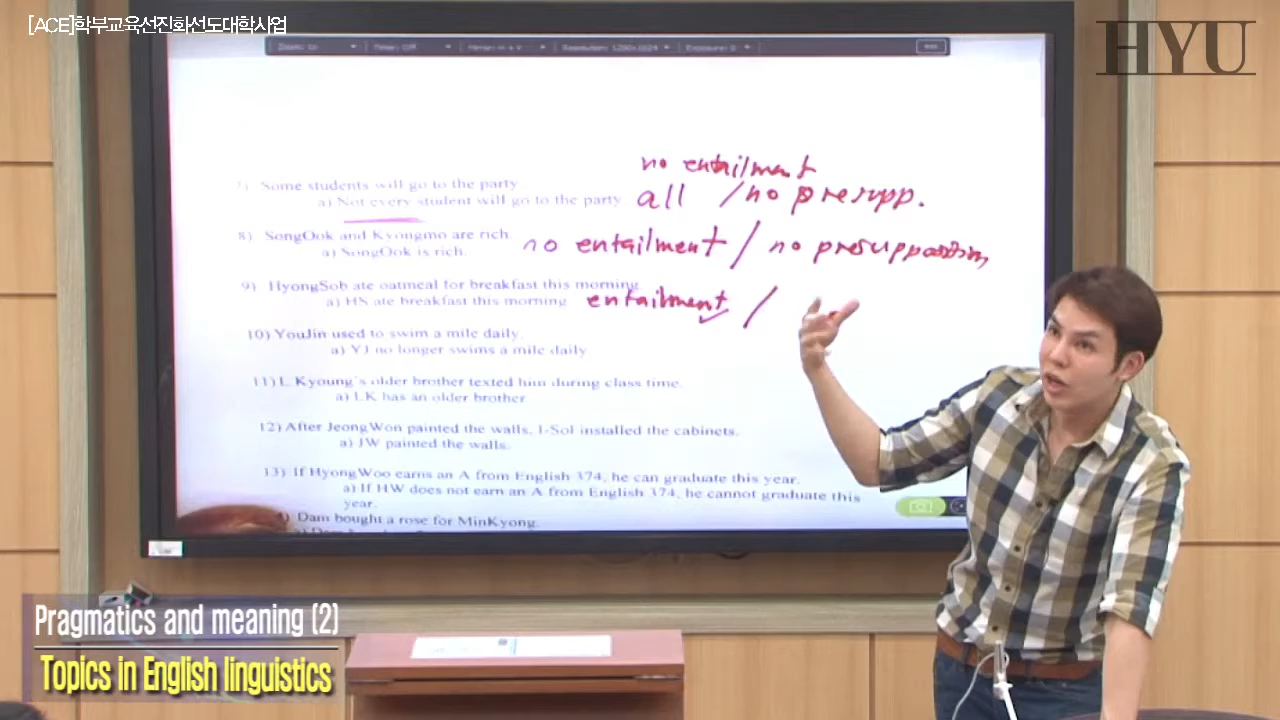 [ACE]학부교육선진화선도대학사업
HYU
no entailment
7) Some students will go to the party.
a) Not every student will go to the party. all / no presupp.
8) SongOok and Kyongmo are rich. no entailment / no presupposition
a) SongOok is rich.
9) HyongSob ate oatmeal for breakfast this morning.
a) HS ate breakfast this morning entailment /
10) YouJin used to swim a mile daily.
a) YJ no longer swims a mile daily
11) L Kyoung's older brother texted him during class time.
a) LK has an older brother
12) After JeongWon painted the walls, I-Sol installed the cabinets.
a) JW painted the walls.
13) If HyongWoo earns an A from English 374, he can graduate this year.
a) If HW does not earn an A from English 374, he cannot graduate this
year.
) Dam bought a rose for MinKyong.
Pragmatics and meaning (2)
Topics in English linguistics